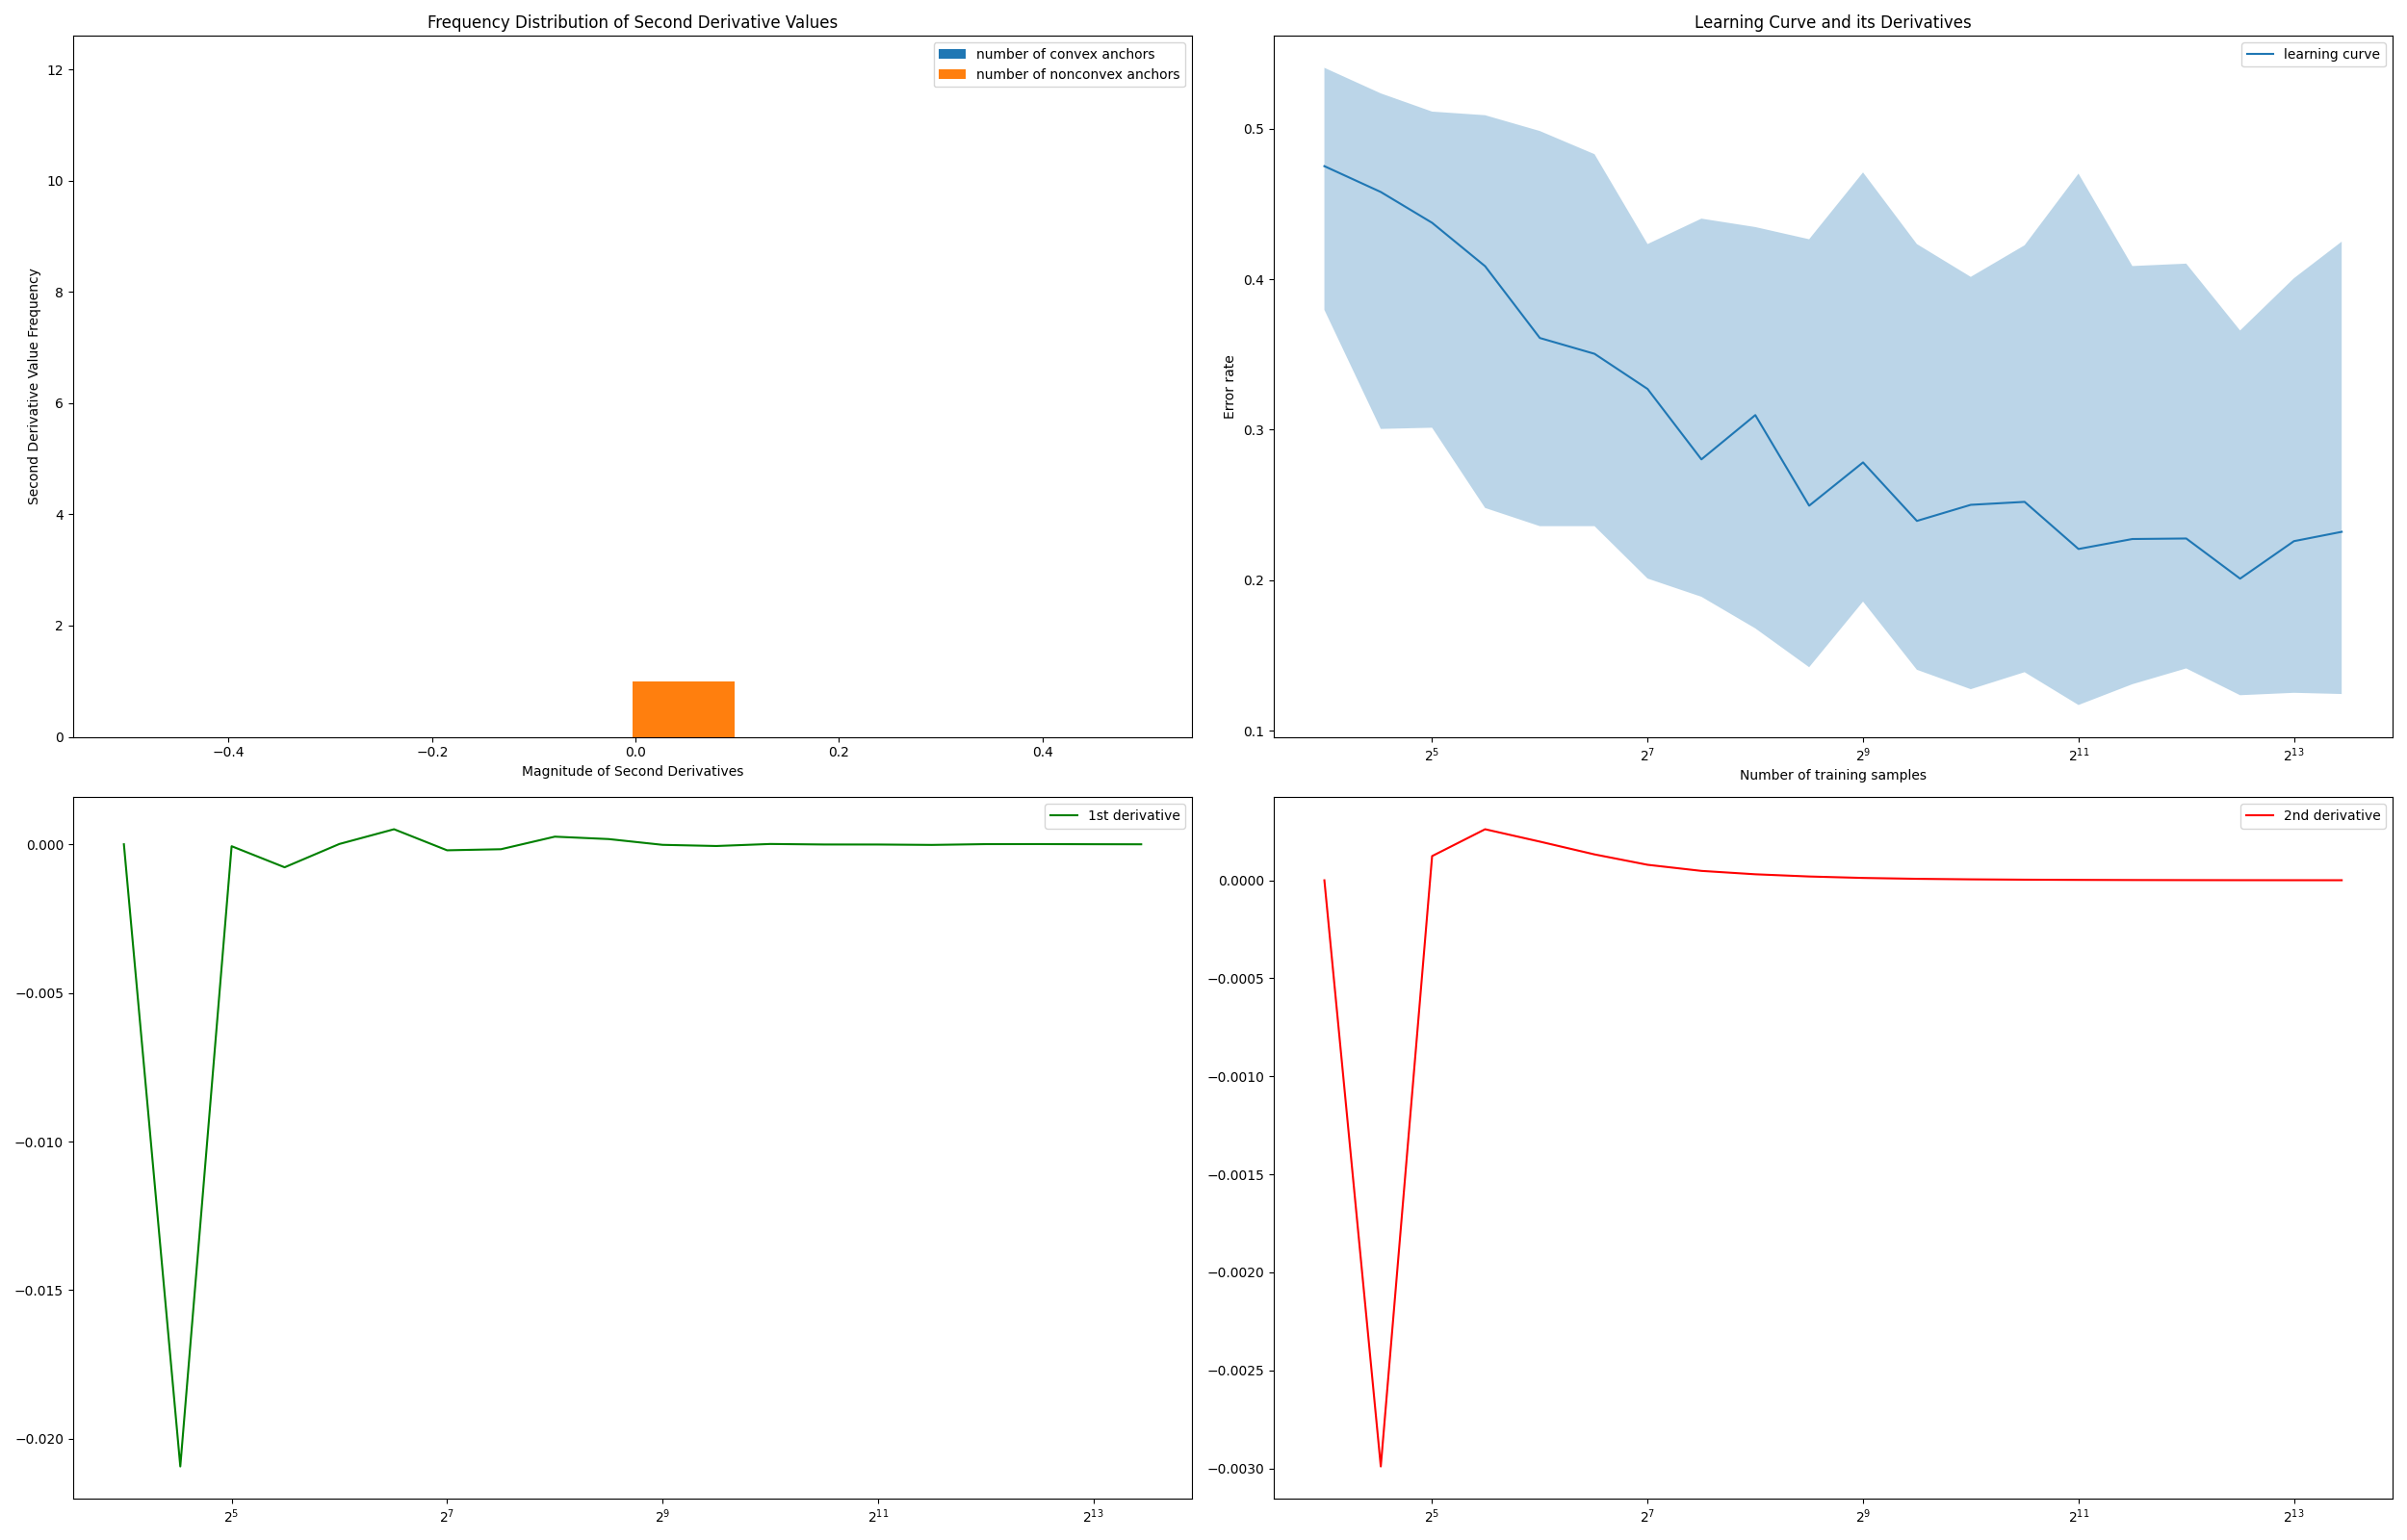 Frequency Distribution of Second Derivative Values
number of convex anchors
number of nonconvex anchors
Second Derivative Value Frequency
12
10
8
6
4
2
0
−0.4 −0.2 0.0 0.2 0.4
Magnitude of Second Derivatives
Learning Curve and its Derivatives
learning curve
Error rate
0.5
0.4
0.3
0.2
0.1
2^5 2^7 2^9 2^11 2^13
Number of training samples
1st derivative
0.000
−0.005
−0.010
−0.015
−0.020
2^5 2^7 2^9 2^11 2^13
2nd derivative
0.0000
−0.0005
−0.0010
−0.0015
−0.0020
−0.0025
−0.0030
2^5 2^7 2^9 2^11 2^13